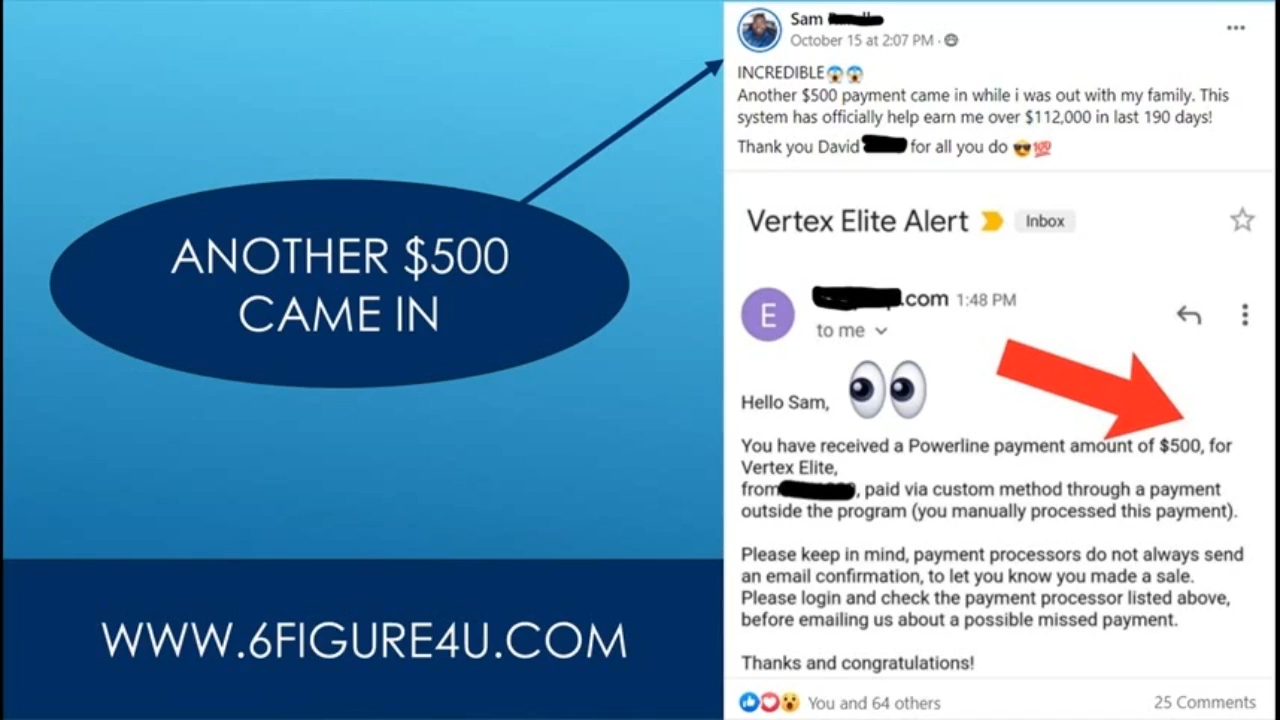 ANOTHER $500
CAME IN
WWW.6FIGURE4U.COM
Sam
October 15 at 2:07 PM ·
INCREDIBLE😱😱
Another $500 payment came in while i was out with my family. This
system has officially help earn me over $112,000 in last 190 days!
Thank you David for all you do 😎💯
Vertex Elite Alert Inbox
E
.com 1:48 PM
to me
Hello Sam,
You have received a Powerline payment amount of $500, for
Vertex Elite,
from , paid via custom method through a payment
outside the program (you manually processed this payment).
Please keep in mind, payment processors do not always send
an email confirmation, to let you know you made a sale.
Please login and check the payment processor listed above,
before emailing us about a possible missed payment.
Thanks and congratulations!
You and 64 others 25 Comments